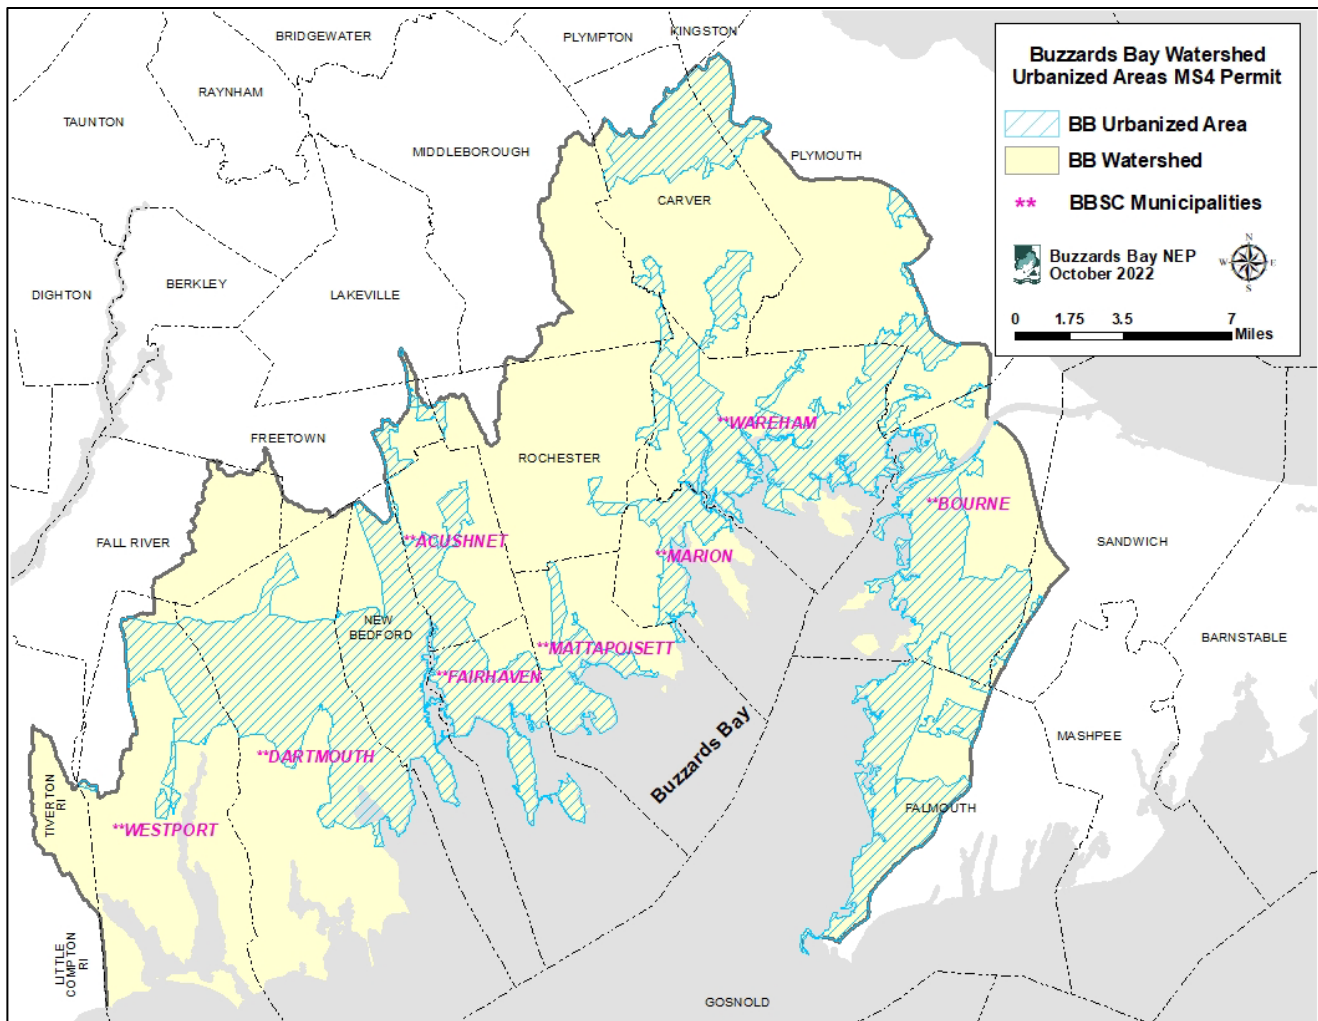 Buzzards Bay Watershed
Urbanized Areas MS4 Permit
BB Urbanized Area
BB Watershed
** BBSC Municipalities
Buzzards Bay NEP
October 2022
N
W E
S
0 1.75 3.5 7
Miles
BRIDGEWATER
PLYMPTON
KINGSTON
RAYNHAM
TAUNTON
MIDDLEBOROUGH
PLYMOUTH
CARVER
BERKLEY
DIGHTON
LAKEVILLE
**WAREHAM
FREETOWN
ROCHESTER
**BOURNE
FALL RIVER
**ACUSHNET
**MARION
SANDWICH
NEW
BEDFORD
BARNSTABLE
**MATTAPOISETT
**FAIRHAVEN
MASHPEE
**DARTMOUTH
Buzzards Bay
TIVERTON
RI
FALMOUTH
**WESTPORT
LITTLE
COMPTON
RI
GOSNOLD